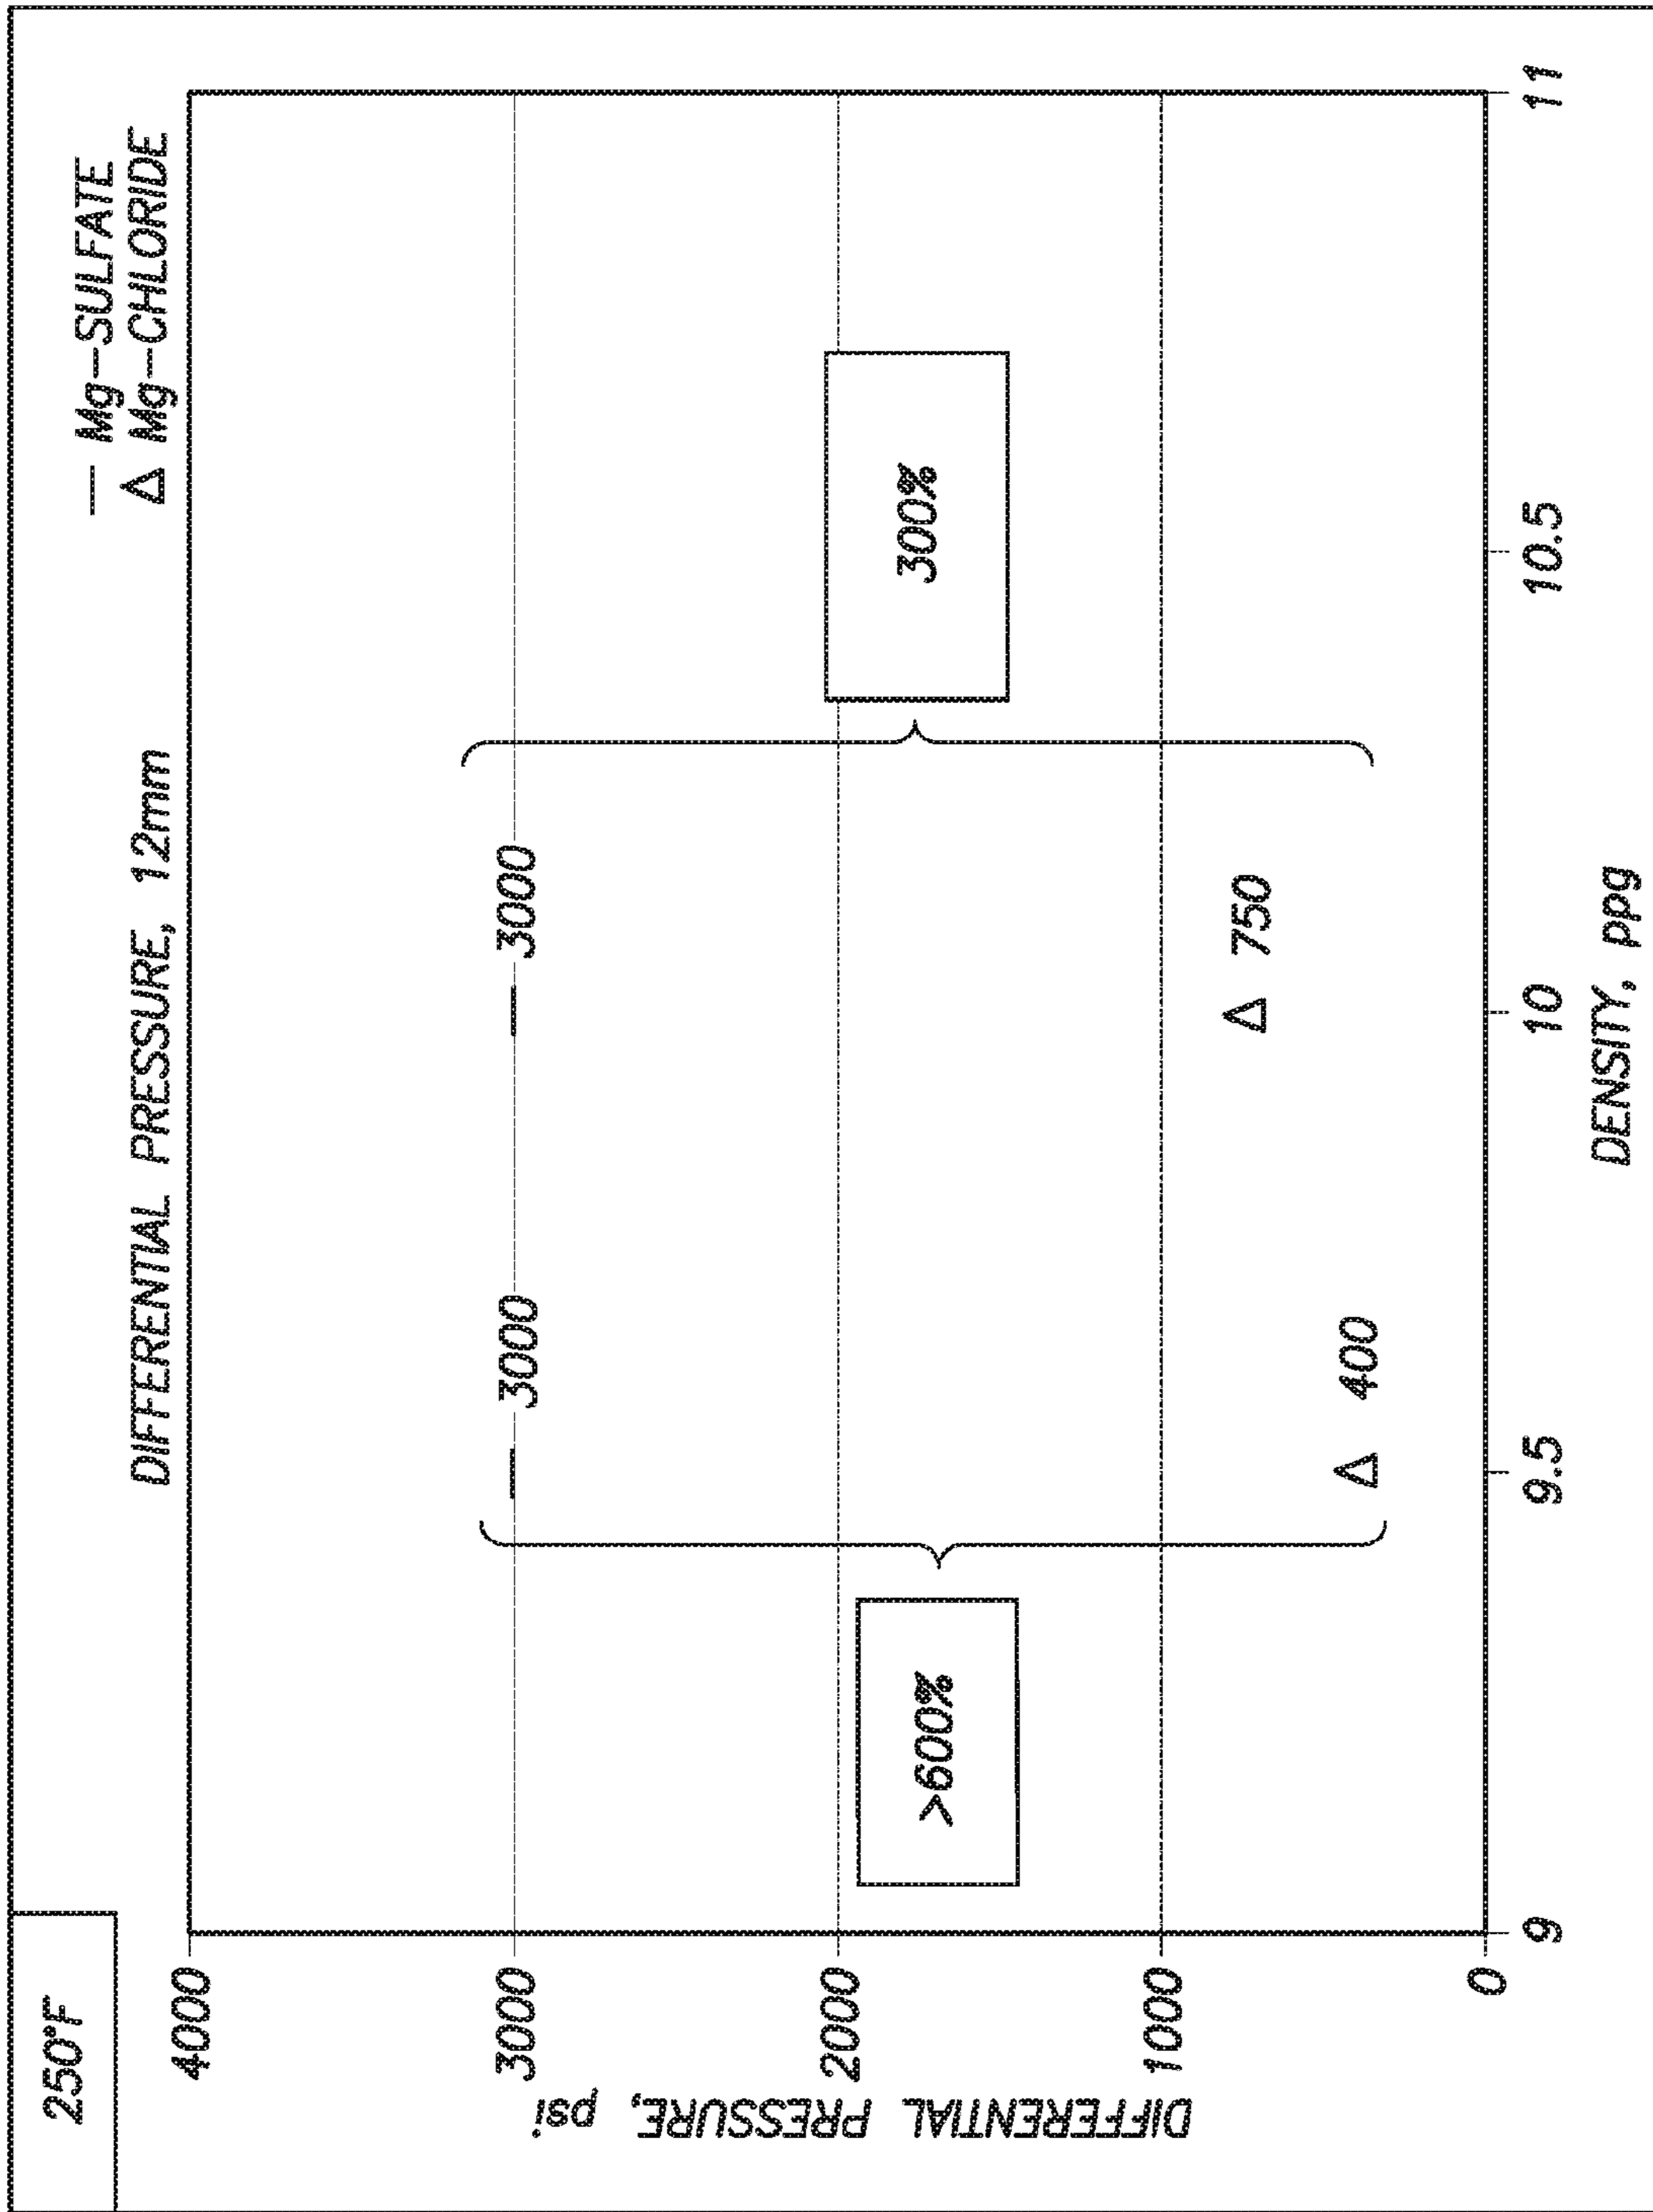 250°F
— Mg-SULFATE
△ Mg-CHLORIDE
DIFFERENTIAL PRESSURE, 12mm
DIFFERENTIAL PRESSURE, psi
4000
3000
2000
1000
0
3000
3000
>600%
300%
400
750
9
9.5
10
10.5
11
DENSITY, ppg